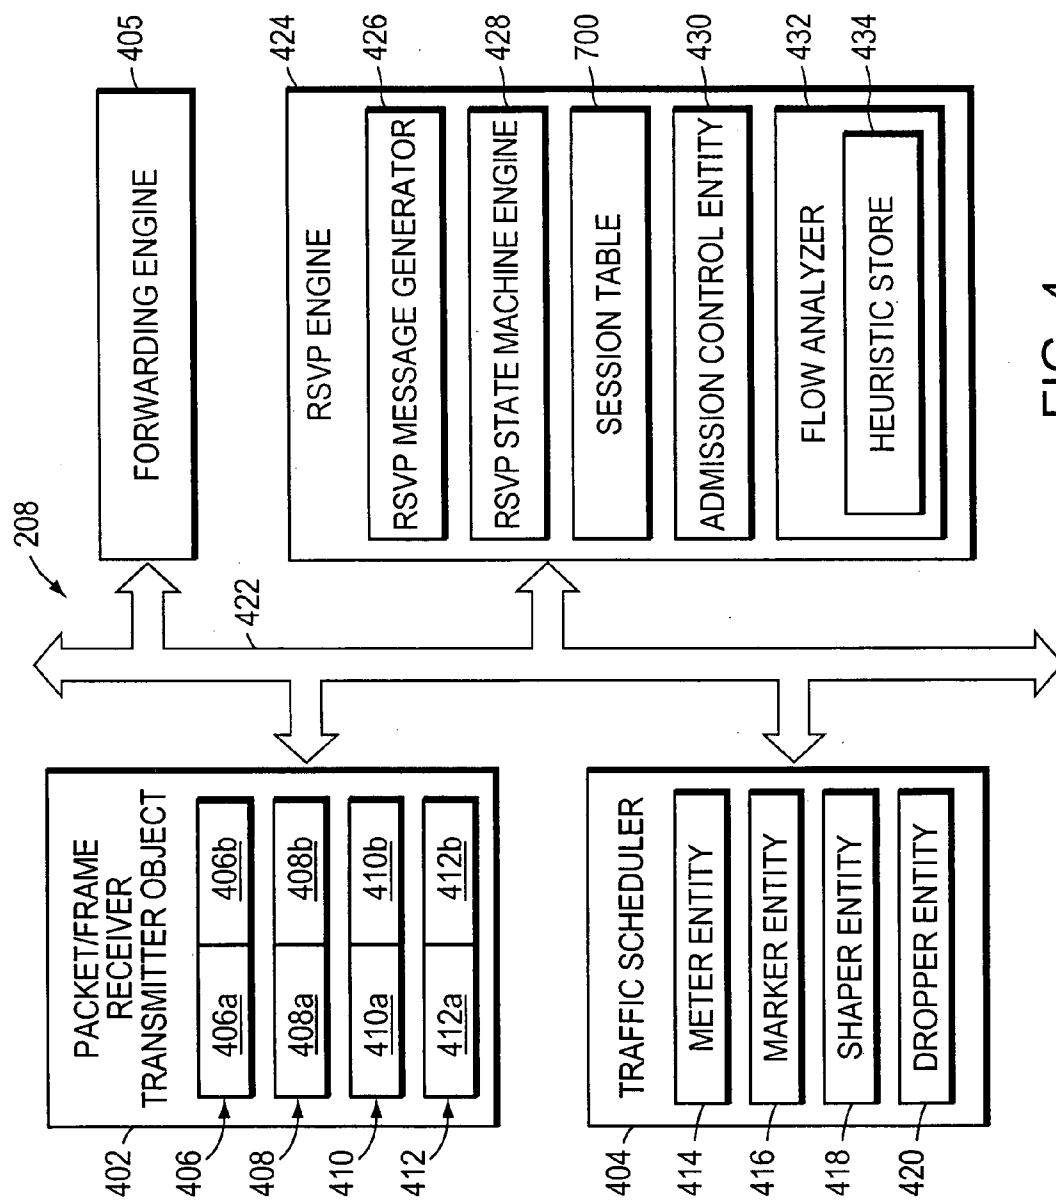 208
402
PACKET/FRAME
RECEIVER
TRANSMITTER OBJECT
406
406a
406b
408
408a
408b
410
410a
410b
412
412a
412b
404
TRAFFIC SCHEDULER
414
METER ENTITY
416
MARKER ENTITY
418
SHAPER ENTITY
420
DROPPER ENTITY
422
FORWARDING ENGINE
405
RSVP ENGINE
424
RSVP MESSAGE GENERATOR
426
RSVP STATE MACHINE ENGINE
428
SESSION TABLE
700
ADMISSION CONTROL ENTITY
430
FLOW ANALYZER
432
HEURISTIC STORE
434
FIG. 4